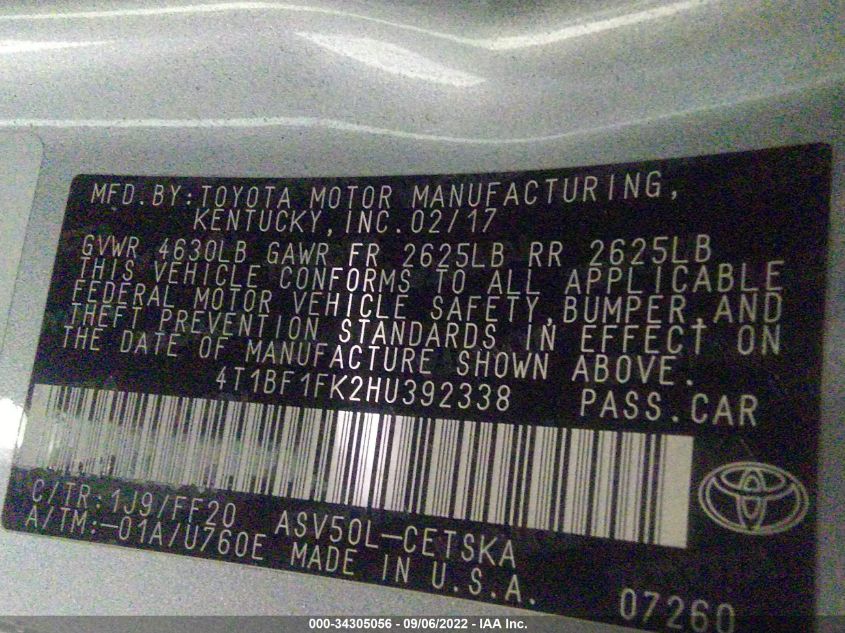 MFD.BY:TOYOTA MOTOR MANUFACTURING,
KENTUCKY,INC.02/17
GVWR 4630LB GAWR FR 2625LB RR 2625LB
THIS VEHICLE CONFORMS TO ALL APPLICABLE
FEDERAL MOTOR VEHICLE SAFETY,BUMPER,AND
THEFT PREVENTION STANDARDS IN EFFECT ON
THE DATE OF MANUFACTURE SHOWN ABOVE.
4T1BF1FK2HU392338 PASS.CAR
C/TR:1J9/FF20 ASV50L-CETSKA
A/TM:-01A/U760E MADE IN U.S.A.
07260
000-34305056 - 09/06/2022 - IAA Inc.